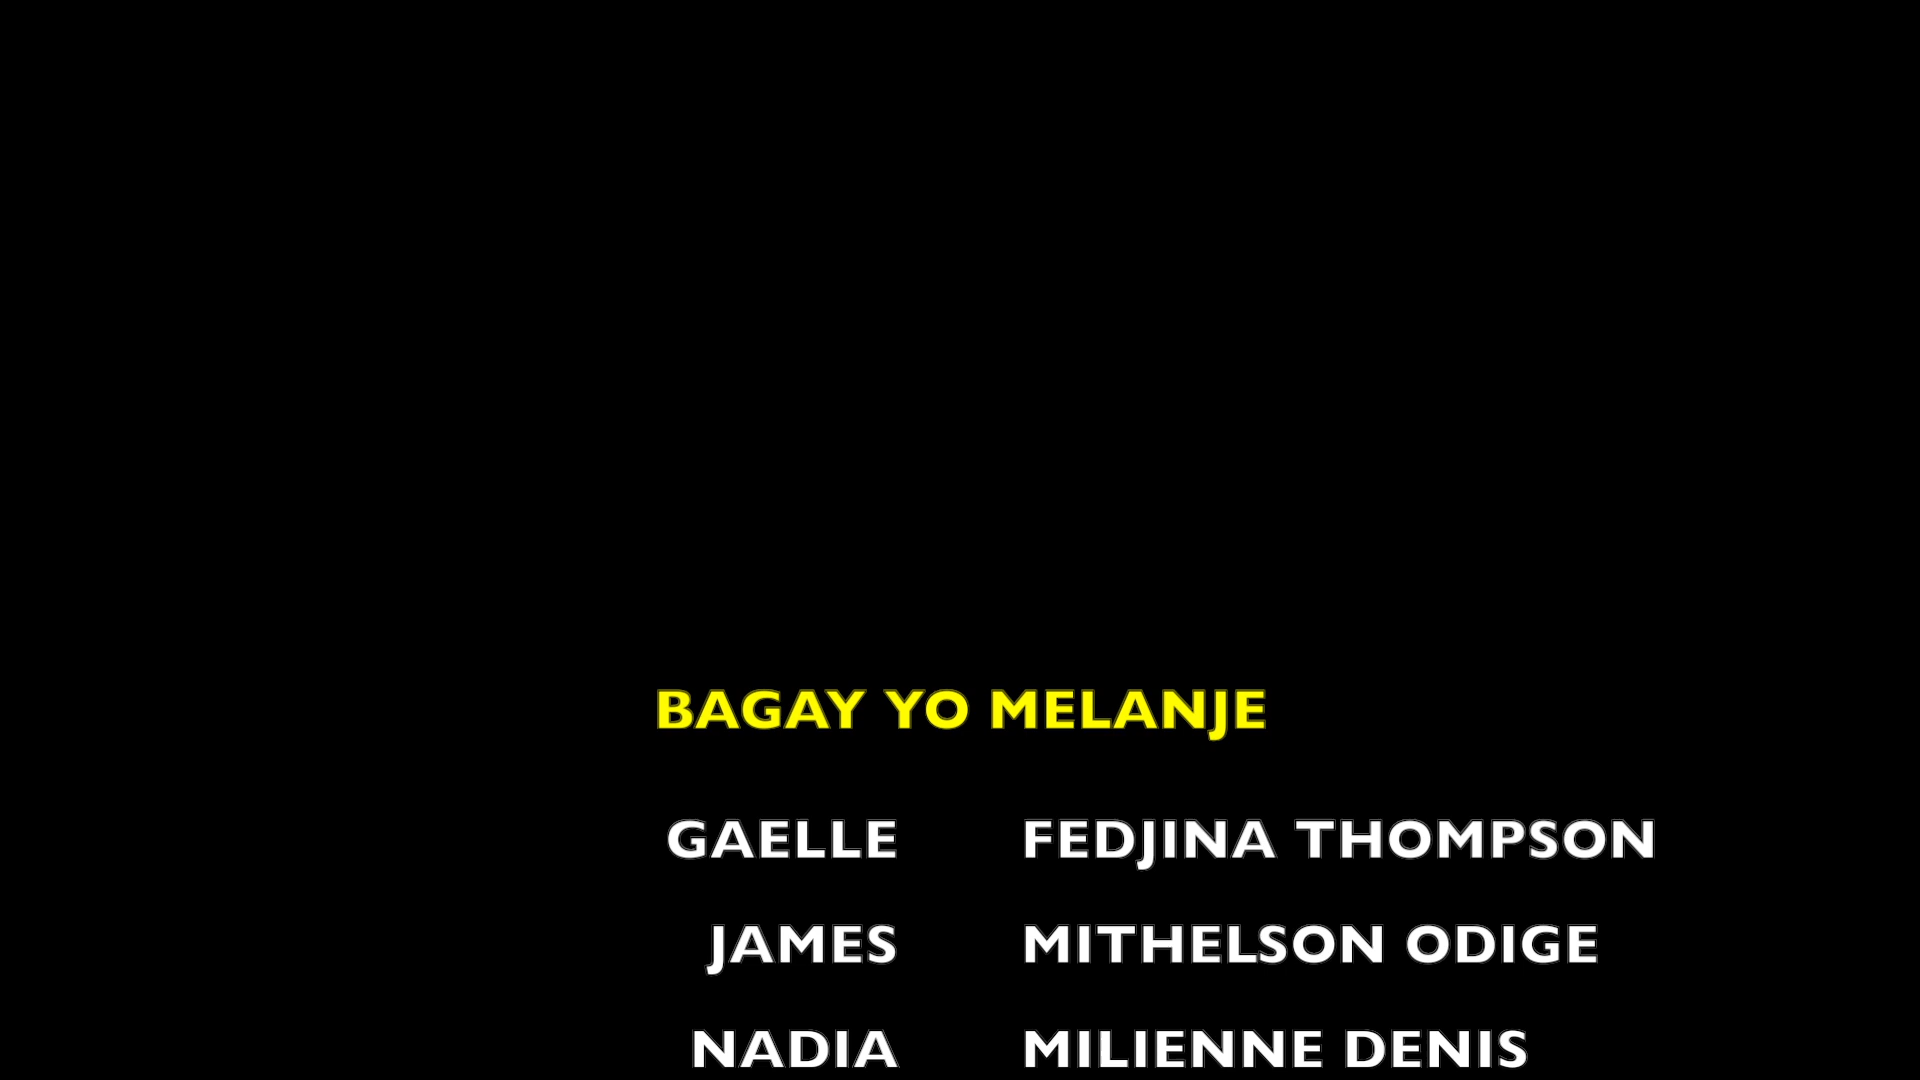 BAGAY YO MELANJE
GAELLE FEDJINA THOMPSON
JAMES MITHELSON ODIGE
NADIA MILIENNE DENIS